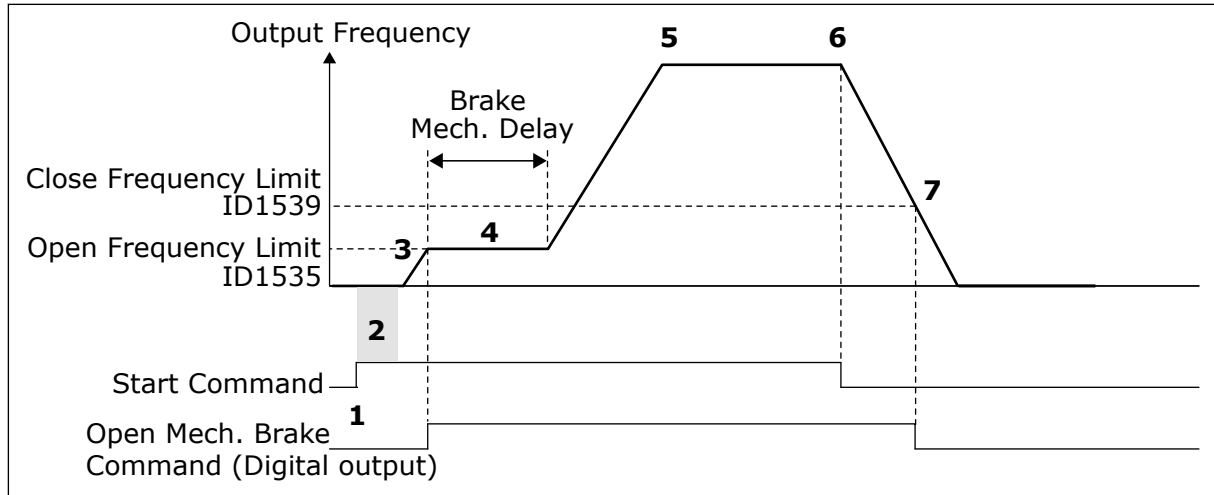 Output Frequency
5
6
Brake
Mech. Delay
Close Frequency Limit
ID1539
7
3
4
Open Frequency Limit
ID1535
2
Start Command
1
Open Mech. Brake
Command (Digital output)